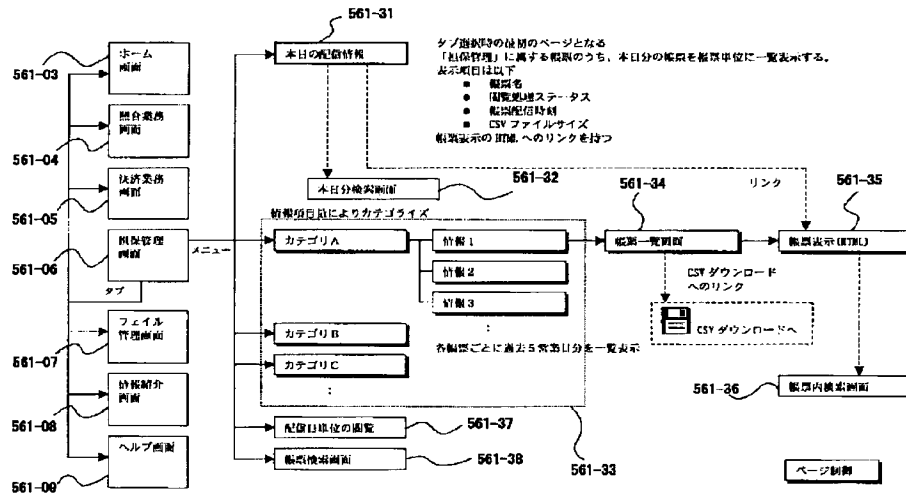 561-31
本日の配信情報
タブ選択時の最初のページとなる
「担保管理」に属する帳票のうち、本日分の帳票を帳票単位に一覧表示する。
表示項目は以下
■ 帳票名
● 閲覧処理ステータス
● 帳票配信時刻
■ CSVファイルサイズ
帳票表示のHTMLへのリンクを持つ
561-03
ホーム
画面
561-04
照会業務
画面
561-05
決済業務
画面
561-06
担保管理
画面
メニュー
タブ
561-07
ファイル
管理画面
561-08
情報紹介
画面
561-09
ヘルプ画面
本日分検索画面
561-32
リンク
情報項目量によりカテゴライズ
カテゴリA
情報1
情報2
情報3
:
カテゴリB
カテゴリC
:
各帳票ごとに過去5営業日分を一覧表示
561-33
561-34
帳票一覧画面
561-35
帳票表示(HTML)
CSVダウンロード
へのリンク
CSVダウンロードへ
561-36
帳票内検索画面
配信日単位の閲覧
561-37
帳票検索画面
561-38
ページ制御